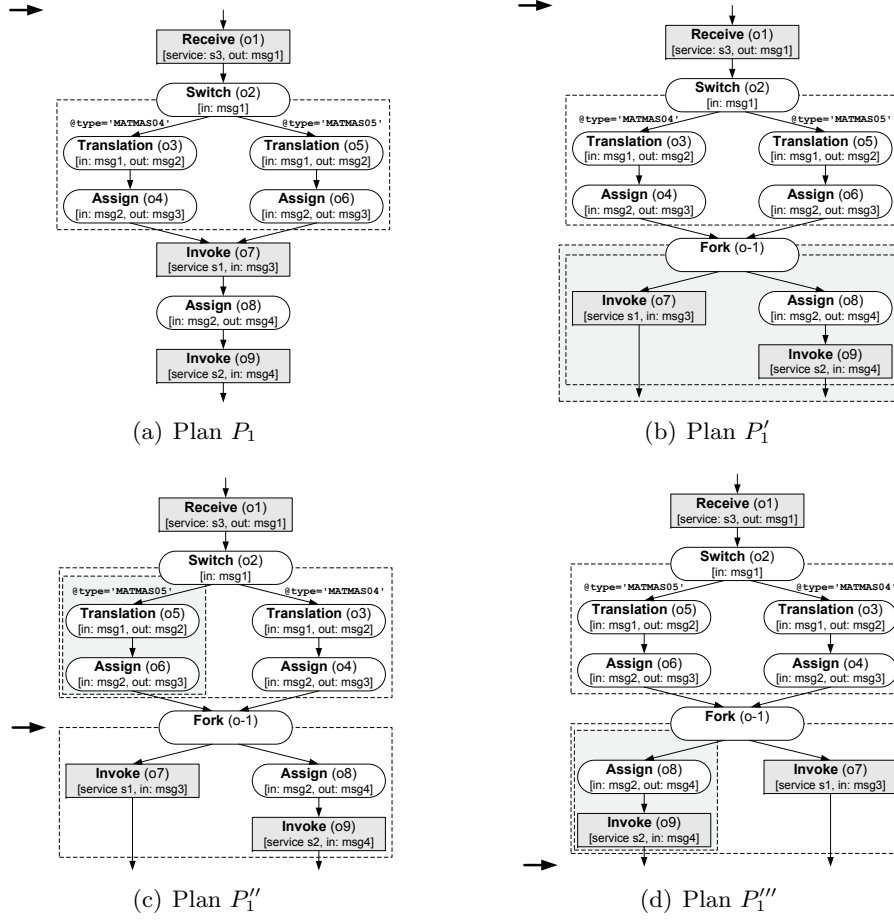 Receive (o1)
[service: s3, out: msg1]
Switch (o2)
[in: msg1]
@type='MATMAS04' @type='MATMAS05'
Translation (o3) Translation (o5)
[in: msg1, out: msg2] [in: msg1, out: msg2]
Assign (o4) Assign (o6)
[in: msg2, out: msg3] [in: msg2, out: msg3]
Invoke (o7)
[service s1, in: msg3]
Assign (o8)
[in: msg2, out: msg4]
Invoke (o9)
[service s2, in: msg4]
(a) Plan P₁
Receive (o1)
[service: s3, out: msg1]
Switch (o2)
[in: msg1]
@type='MATMAS04' @type='MATMAS05'
Translation (o3) Translation (o5)
[in: msg1, out: msg2] [in: msg1, out: msg2]
Assign (o4) Assign (o6)
[in: msg2, out: msg3] [in: msg2, out: msg3]
Fork (o-1)
Invoke (o7) Assign (o8)
[service s1, in: msg3] [in: msg2, out: msg4]
Invoke (o9)
[service s2, in: msg4]
(b) Plan P₁′
Receive (o1)
[service: s3, out: msg1]
Switch (o2)
[in: msg1]
@type='MATMAS05' @type='MATMAS04'
Translation (o5) Translation (o3)
[in: msg1, out: msg2] [in: msg1, out: msg2]
Assign (o6) Assign (o4)
[in: msg2, out: msg3] [in: msg2, out: msg3]
Fork (o-1)
Invoke (o7) Assign (o8)
[service s1, in: msg3] [in: msg2, out: msg4]
Invoke (o9)
[service s2, in: msg4]
(c) Plan P₁″
Receive (o1)
[service: s3, out: msg1]
Switch (o2)
[in: msg1]
@type='MATMAS05' @type='MATMAS04'
Translation (o5) Translation (o3)
[in: msg1, out: msg2] [in: msg1, out: msg2]
Assign (o6) Assign (o4)
[in: msg2, out: msg3] [in: msg2, out: msg3]
Fork (o-1)
Assign (o8) Invoke (o7)
[in: msg2, out: msg4] [service s1, in: msg3]
Invoke (o9)
[service s2, in: msg4]
(d) Plan P₁‴